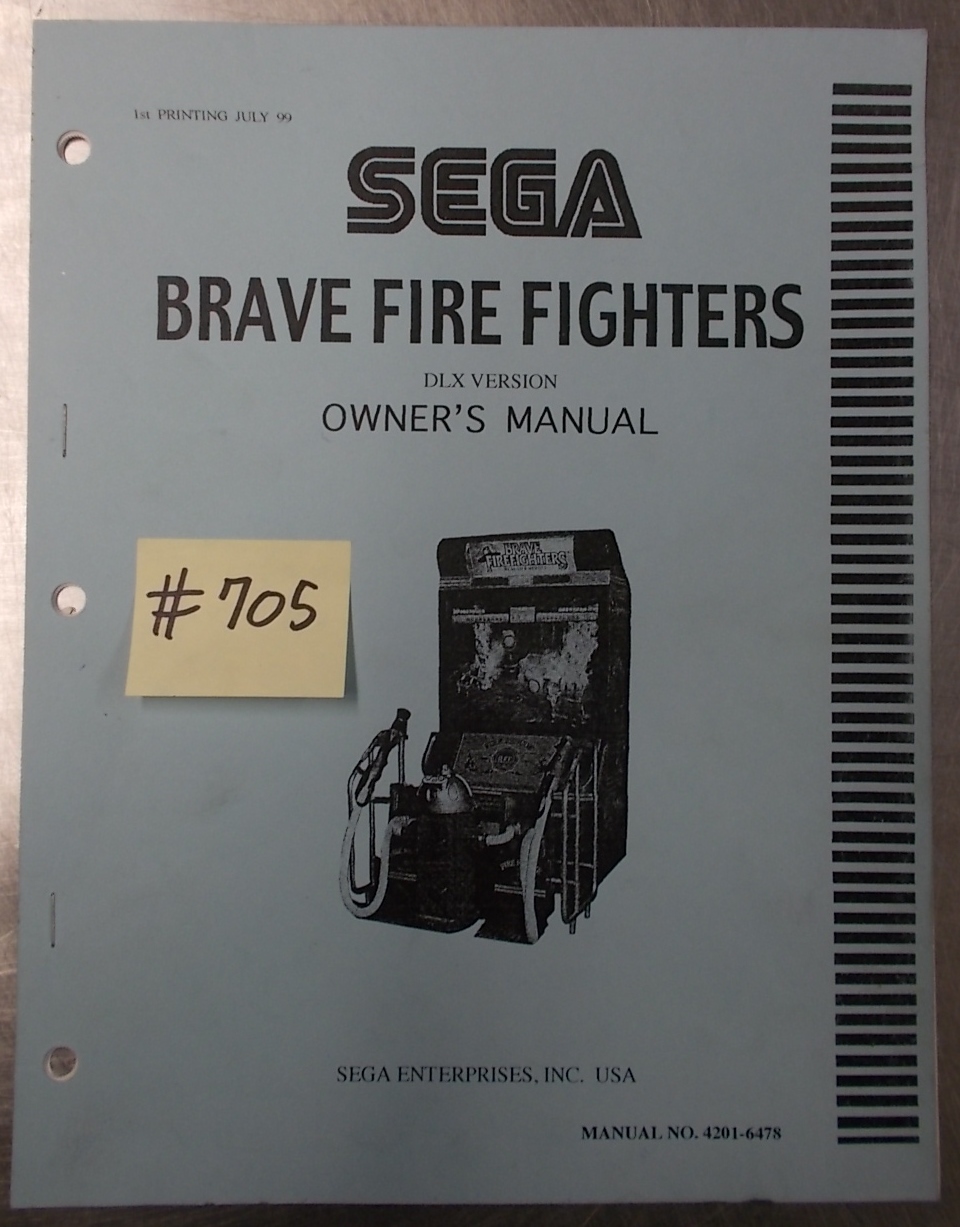 1st PRINTING JULY 99
SEGA
BRAVE FIRE FIGHTERS
DLX VERSION
OWNER'S MANUAL
#705
BRAVE
FIREFIGHTERS
SEGA ENTERPRISES, INC. USA
MANUAL NO. 4201-6478